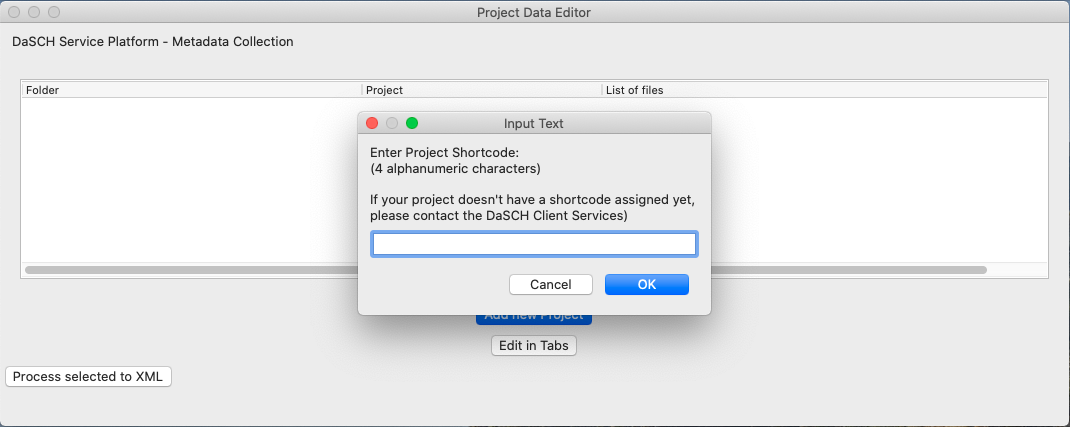 Project Data Editor
DaSCH Service Platform - Metadata Collection
Folder
Project
List of files
Input Text
Enter Project Shortcode:
(4 alphanumeric characters)
If your project doesn't have a shortcode assigned yet,
please contact the DaSCH Client Services)
Cancel
OK
Add new Project
Edit in Tabs
Process selected to XML